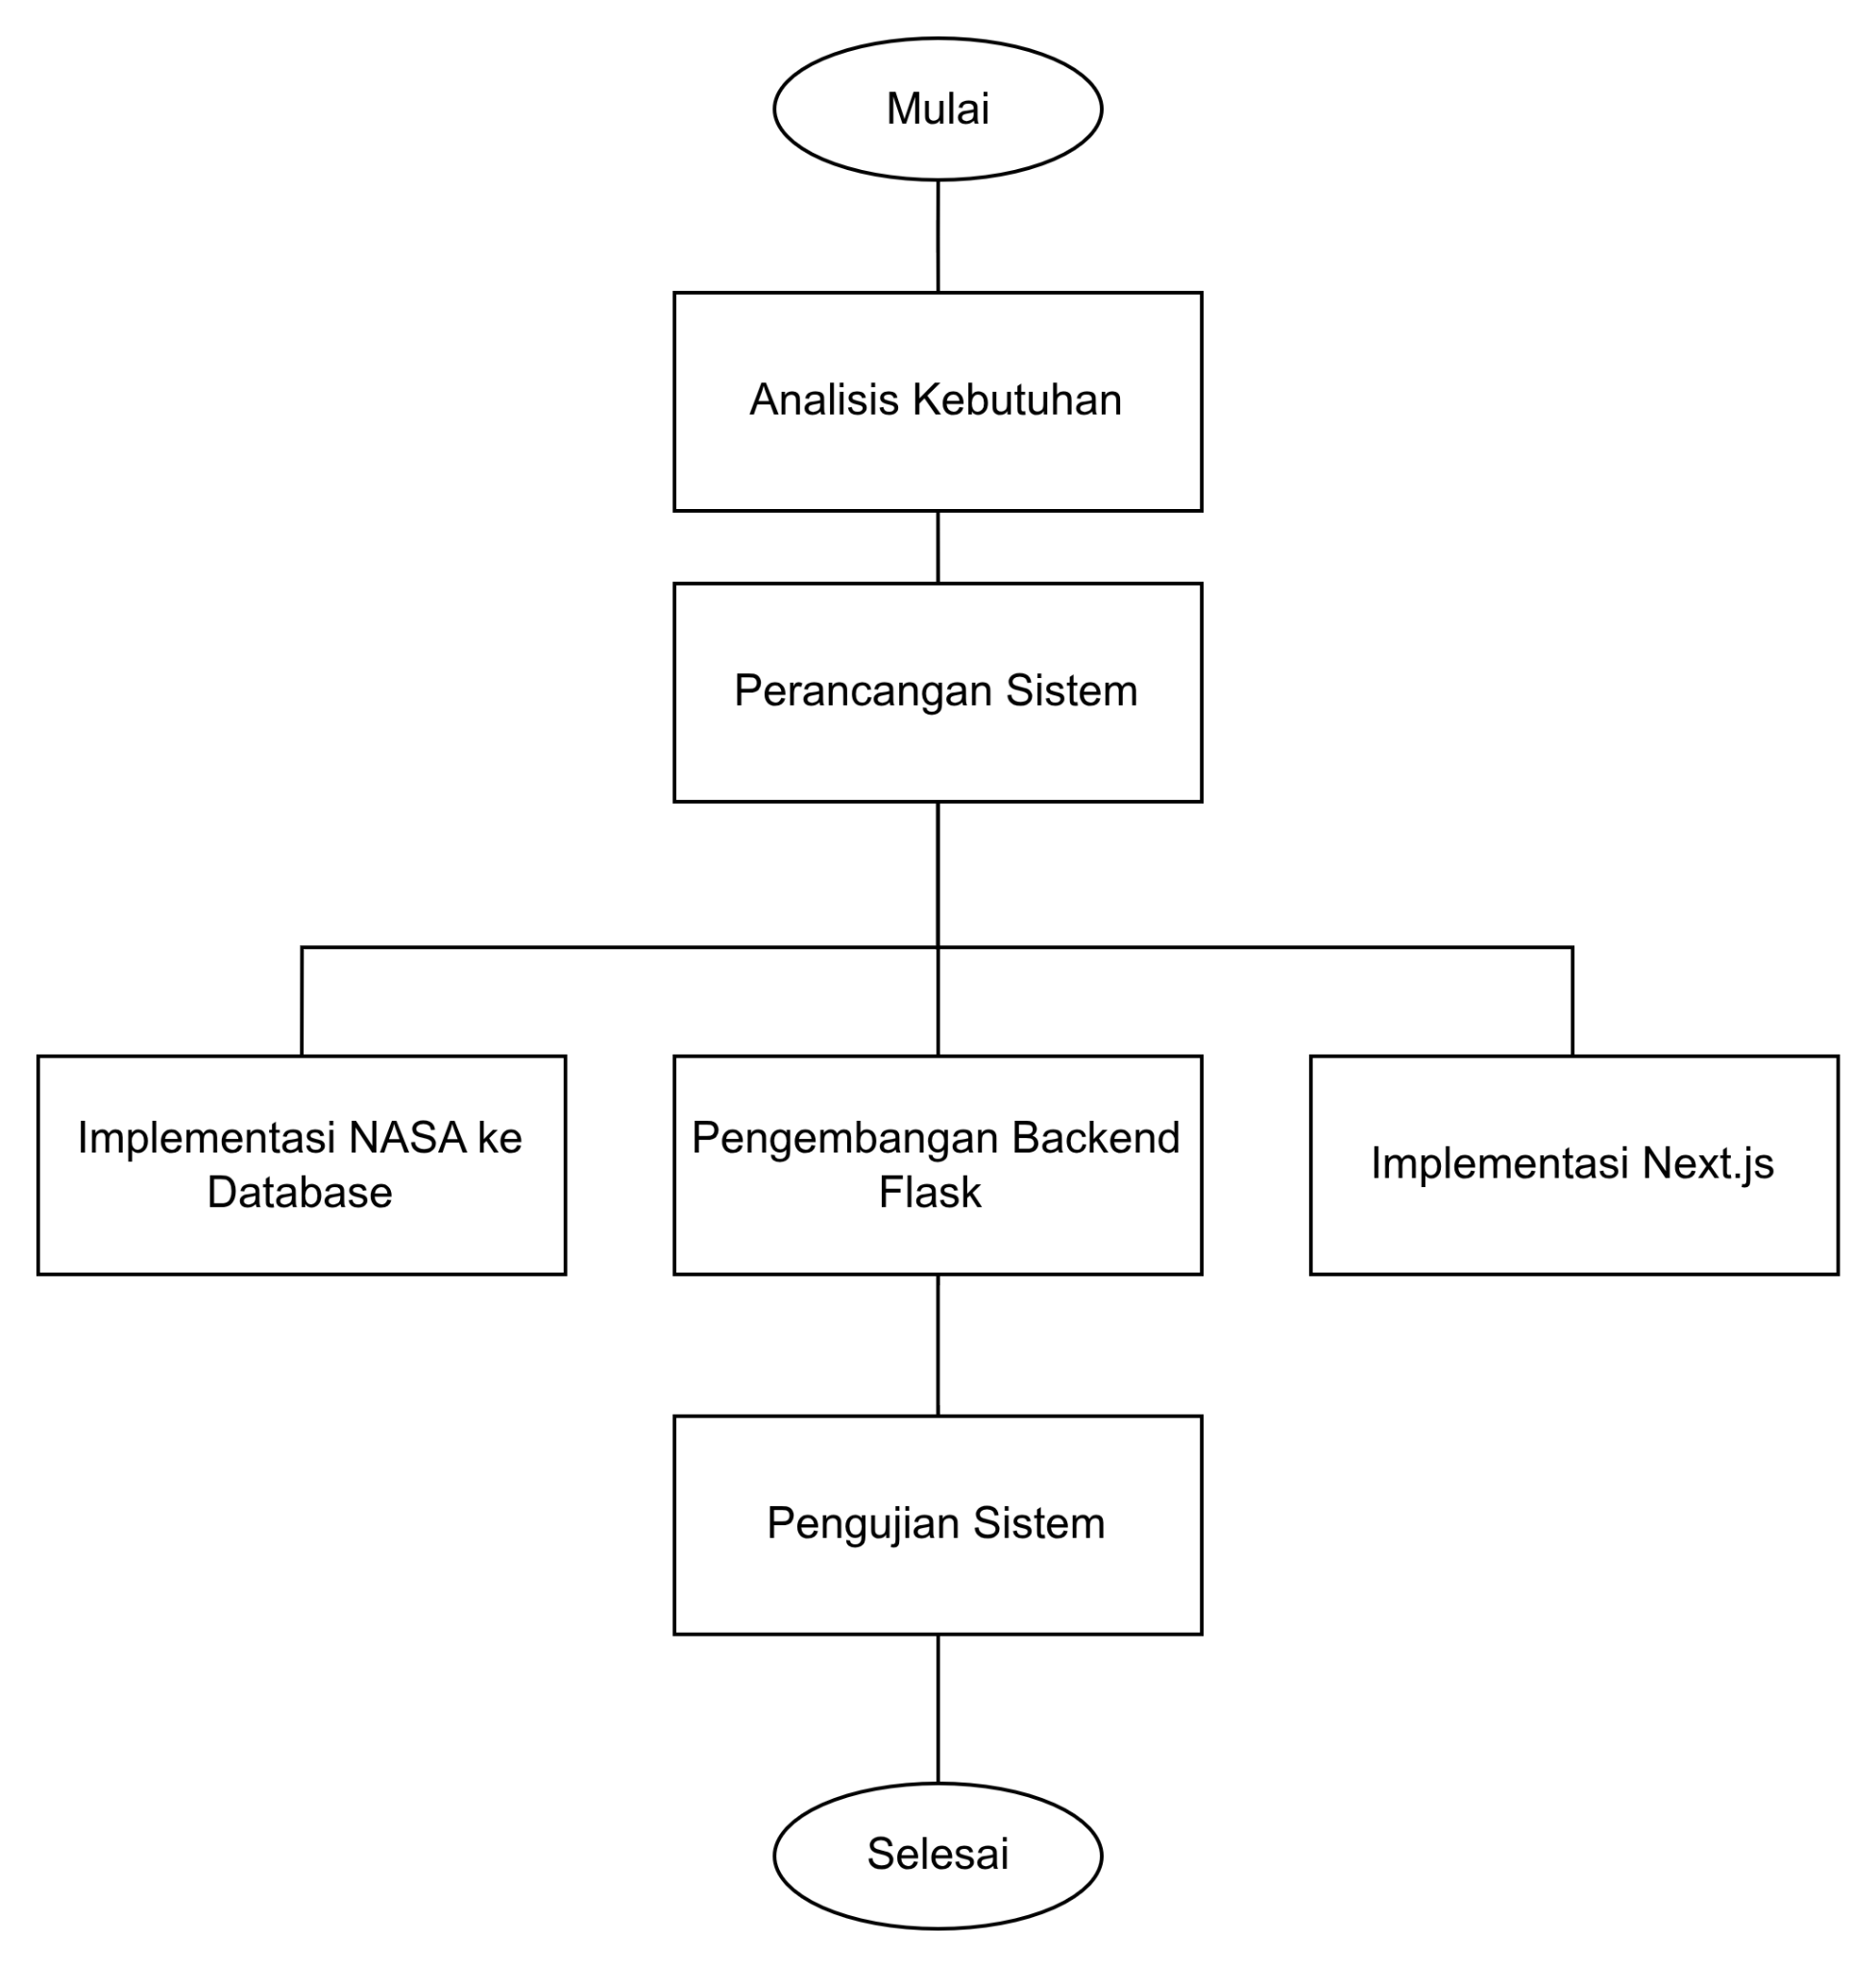 Mulai
Analisis Kebutuhan
Perancangan Sistem
Implementasi NASA ke
Database
Pengembangan Backend
Flask
Implementasi Next.js
Pengujian Sistem
Selesai